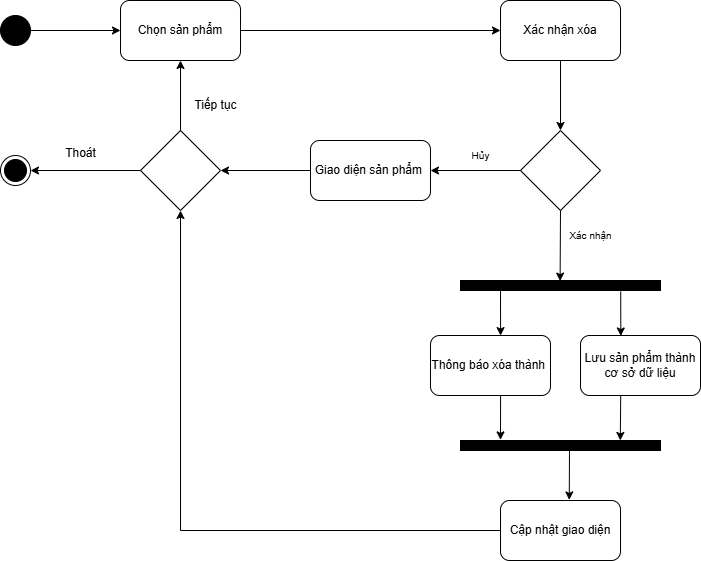 Chọn sản phẩm
Xác nhận xóa
Tiếp tục
Thoát
Giao diện sản phẩm
Hủy
Xác nhận
Thông báo xóa thành
Lưu sản phẩm thành
cơ sở dữ liệu
Cập nhật giao diện